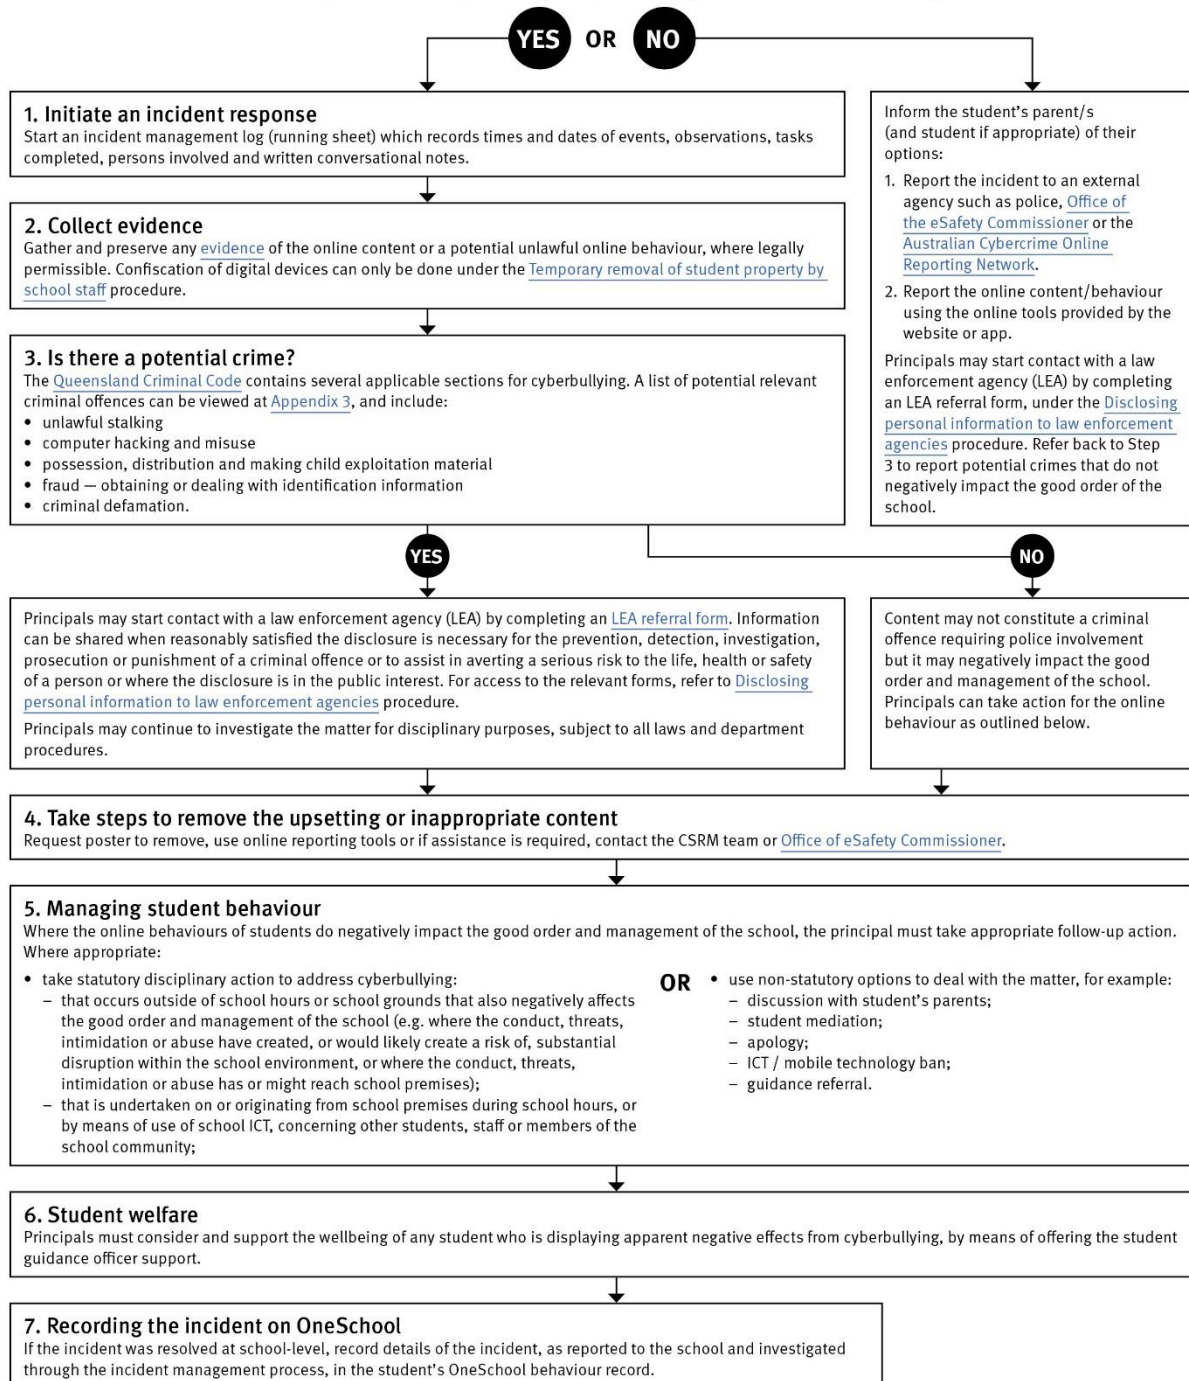 YES OR NO
1. Initiate an incident response
Start an incident management log (running sheet) which records times and dates of events, observations, tasks
completed, persons involved and written conversational notes.
2. Collect evidence
Gather and preserve any evidence of the online content or a potential unlawful online behaviour, where legally
permissible. Confiscation of digital devices can only be done under the Temporary removal of student property by
school staff procedure.
3. Is there a potential crime?
The Queensland Criminal Code contains several applicable sections for cyberbullying. A list of potential relevant
criminal offences can be viewed at Appendix 3, and include:
• unlawful stalking
• computer hacking and misuse
• possession, distribution and making child exploitation material
• fraud — obtaining or dealing with identification information
• criminal defamation.
Inform the student's parent/s
(and student if appropriate) of their
options:
1. Report the incident to an external
agency such as police, Office of
the eSafety Commissioner or the
Australian Cybercrime Online
Reporting Network.
2. Report the online content/behaviour
using the online tools provided by the
website or app.
Principals may start contact with a law
enforcement agency (LEA) by completing
an LEA referral form, under the Disclosing
personal information to law enforcement
agencies procedure. Refer back to Step
3 to report potential crimes that do not
negatively impact the good order of the
school.
YES
NO
Principals may start contact with a law enforcement agency (LEA) by completing an LEA referral form. Information
can be shared when reasonably satisfied the disclosure is necessary for the prevention, detection, investigation,
prosecution or punishment of a criminal offence or to assist in averting a serious risk to the life, health or safety
of a person or where the disclosure is in the public interest. For access to the relevant forms, refer to Disclosing
personal information to law enforcement agencies procedure.
Principals may continue to investigate the matter for disciplinary purposes, subject to all laws and department
procedures.
Content may not constitute a criminal
offence requiring police involvement
but it may negatively impact the good
order and management of the school.
Principals can take action for the online
behaviour as outlined below.
4. Take steps to remove the upsetting or inappropriate content
Request poster to remove, use online reporting tools or if assistance is required, contact the CSRM team or Office of eSafety Commissioner.
5. Managing student behaviour
Where the online behaviours of students do negatively impact the good order and management of the school, the principal must take appropriate follow-up action.
Where appropriate:
• take statutory disciplinary action to address cyberbullying:
– that occurs outside of school hours or school grounds that also negatively affects
the good order and management of the school (e.g. where the conduct, threats,
intimidation or abuse have created, or would likely create a risk of, substantial
disruption within the school environment, or where the conduct, threats,
intimidation or abuse has or might reach school premises);
– that is undertaken on or originating from school premises during school hours, or
by means of use of school ICT, concerning other students, staff or members of the
school community;
OR
• use non-statutory options to deal with the matter, for example:
– discussion with student's parents;
– student mediation;
– apology;
– ICT / mobile technology ban;
– guidance referral.
6. Student welfare
Principals must consider and support the wellbeing of any student who is displaying apparent negative effects from cyberbullying, by means of offering the student
guidance officer support.
7. Recording the incident on OneSchool
If the incident was resolved at school-level, record details of the incident, as reported to the school and investigated
through the incident management process, in the student's OneSchool behaviour record.